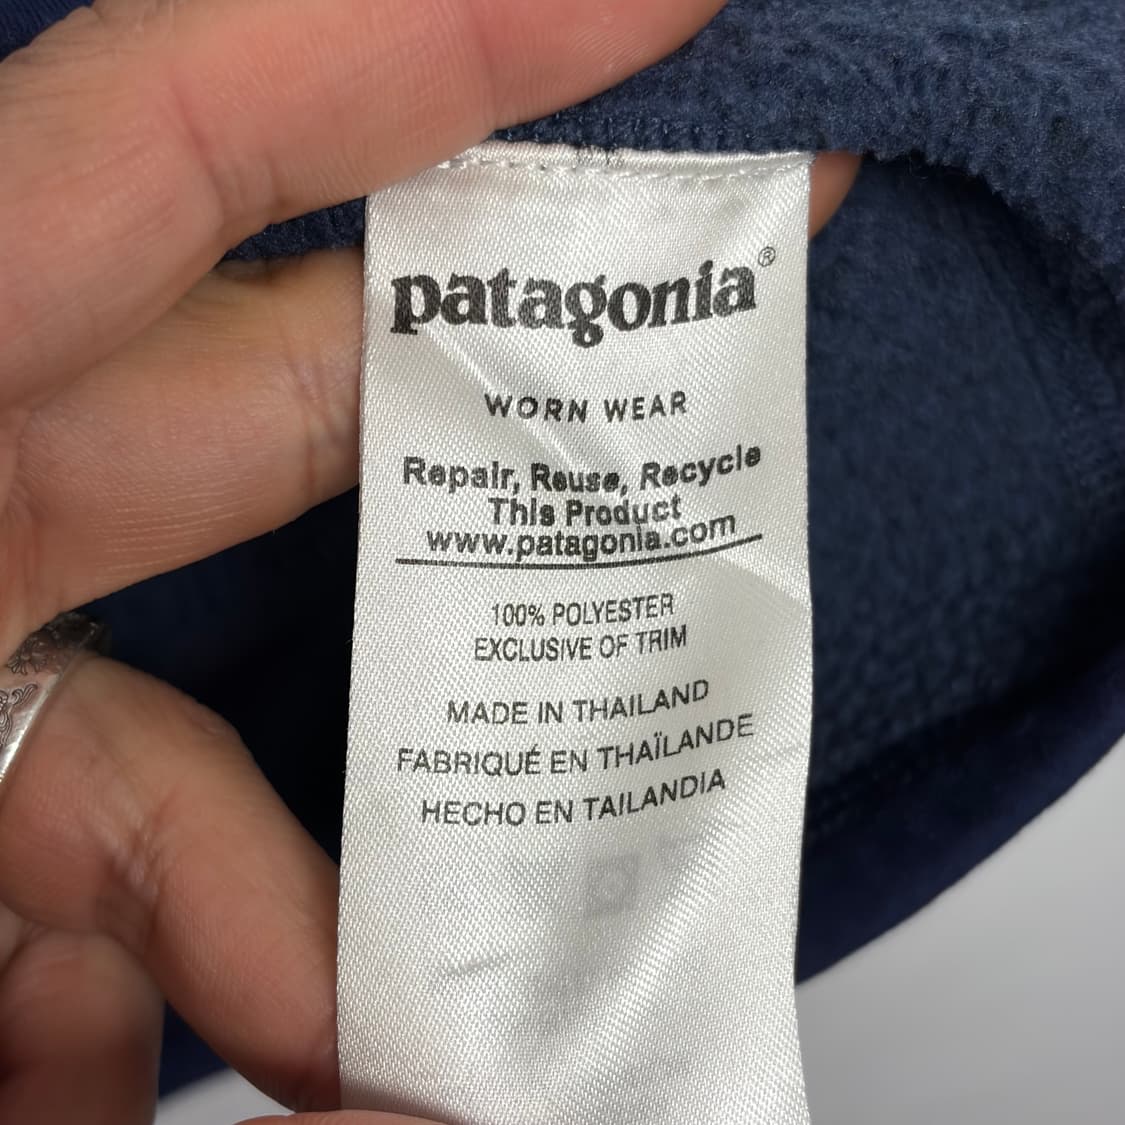 patagonia®
WORN WEAR
Repair, Reuse, Recycle
This Product
www.patagonia.com
100% POLYESTER
EXCLUSIVE OF TRIM
MADE IN THAILAND
FABRIQUÉ EN THAÏLANDE
HECHO EN TAILANDIA